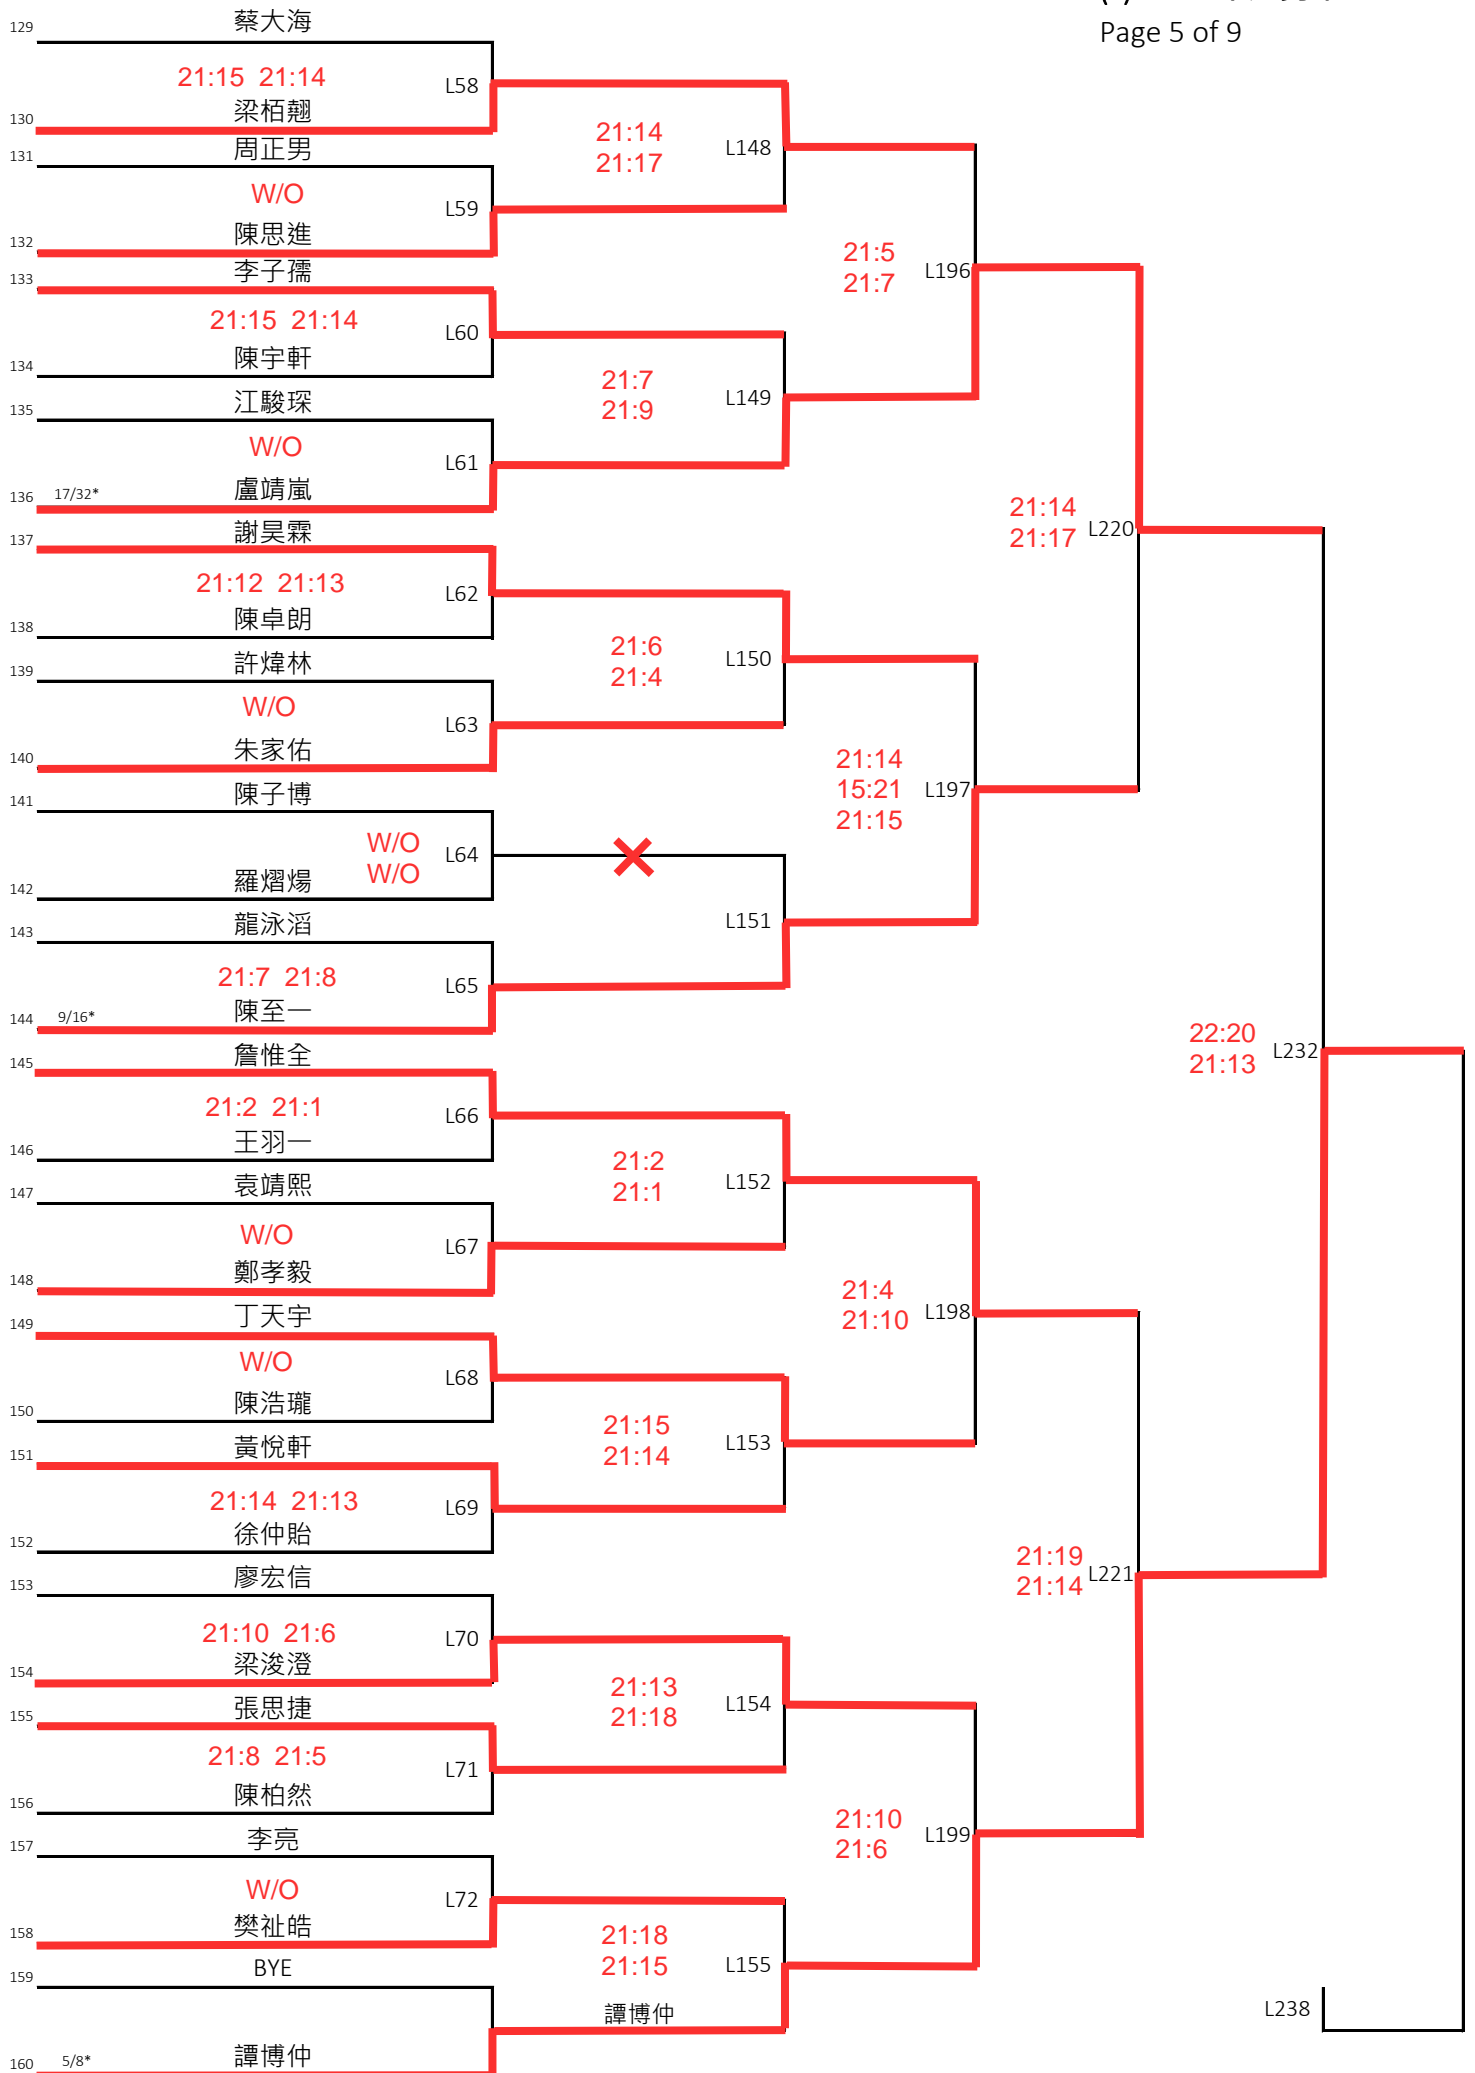 Page 5 of 9
129 蔡大海
21:15 21:14 L58
130 梁栢翹
21:14
21:17 L148
131 周正男
W/O L59
132 陳思進
21:5
21:7 L196
133 李子孺
21:15 21:14 L60
134 陳宇軒
21:7
21:9 L149
135 江駿琛
W/O L61
136 17/32* 盧靖嵐
21:14
21:17 L220
137 謝昊霖
21:12 21:13 L62
138 陳卓朗
21:6
21:4 L150
139 許煒林
W/O L63
140 朱家佑
21:14
15:21 L197
21:15
141 陳子博
W/O L64
W/O
142 羅熠煬
L151
143 龍泳滔
21:7 21:8 L65
144 9/16* 陳至一
22:20
21:13 L232
145 詹惟全
21:2 21:1 L66
146 王羽一
21:2
21:1 L152
147 袁靖熙
W/O L67
148 鄭孝毅
21:4
21:10 L198
149 丁天宇
W/O L68
150 陳浩瓏
21:15
21:14 L153
151 黃悅軒
21:14 21:13 L69
152 徐仲貽
21:19
21:14 L221
153 廖宏信
21:10 21:6 L70
154 梁浚澄
21:13
21:18 L154
155 張思捷
21:8 21:5 L71
156 陳柏然
21:10
21:6 L199
157 李亮
W/O L72
158 樊祉皓
21:18
21:15 L155
159 BYE
譚博仲
L238
160 5/8* 譚博仲